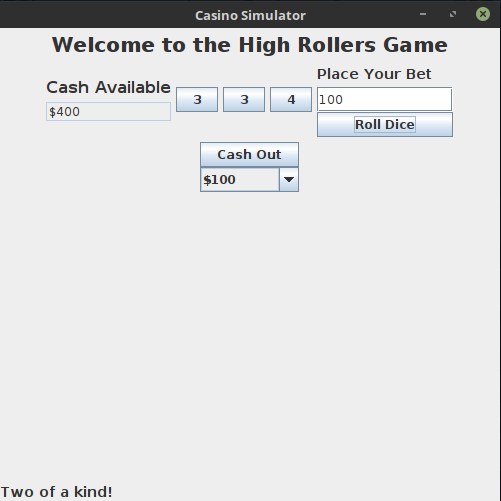 Casino Simulator
Welcome to the High Rollers Game
Cash Available
$400
3 3 4
Place Your Bet
100
Roll Dice
Cash Out
$100
Two of a kind!